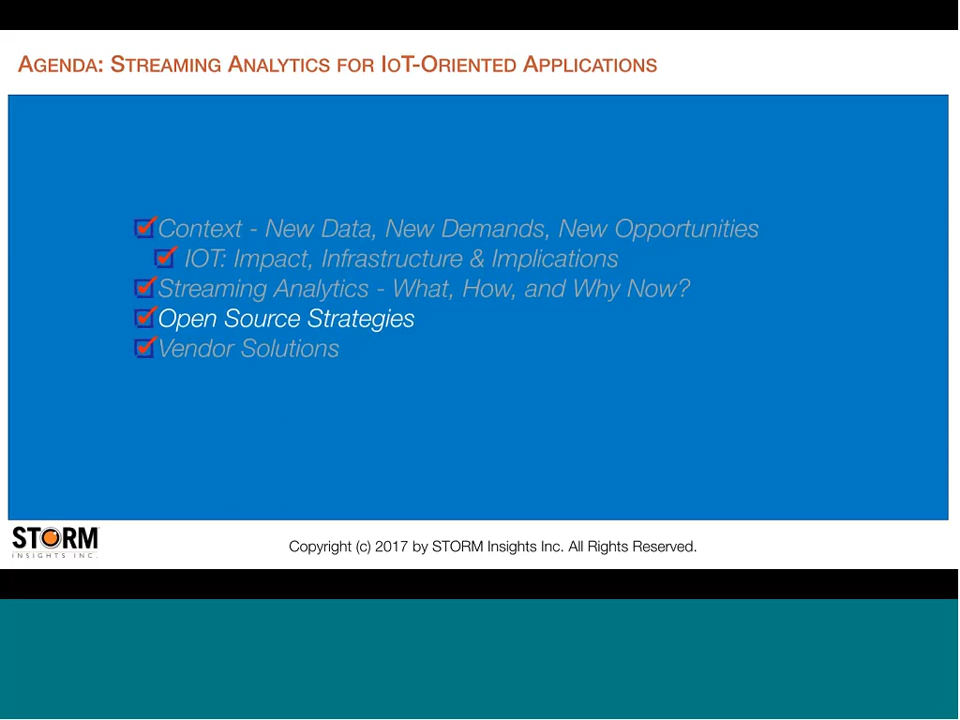 AGENDA: STREAMING ANALYTICS FOR IOT-ORIENTED APPLICATIONS
Context - New Data, New Demands, New Opportunities
IOT: Impact, Infrastructure & Implications
Streaming Analytics - What, How, and Why Now?
Open Source Strategies
Vendor Solutions
STORM
INSIGHTS INC.
Copyright (c) 2017 by STORM Insights Inc. All Rights Reserved.